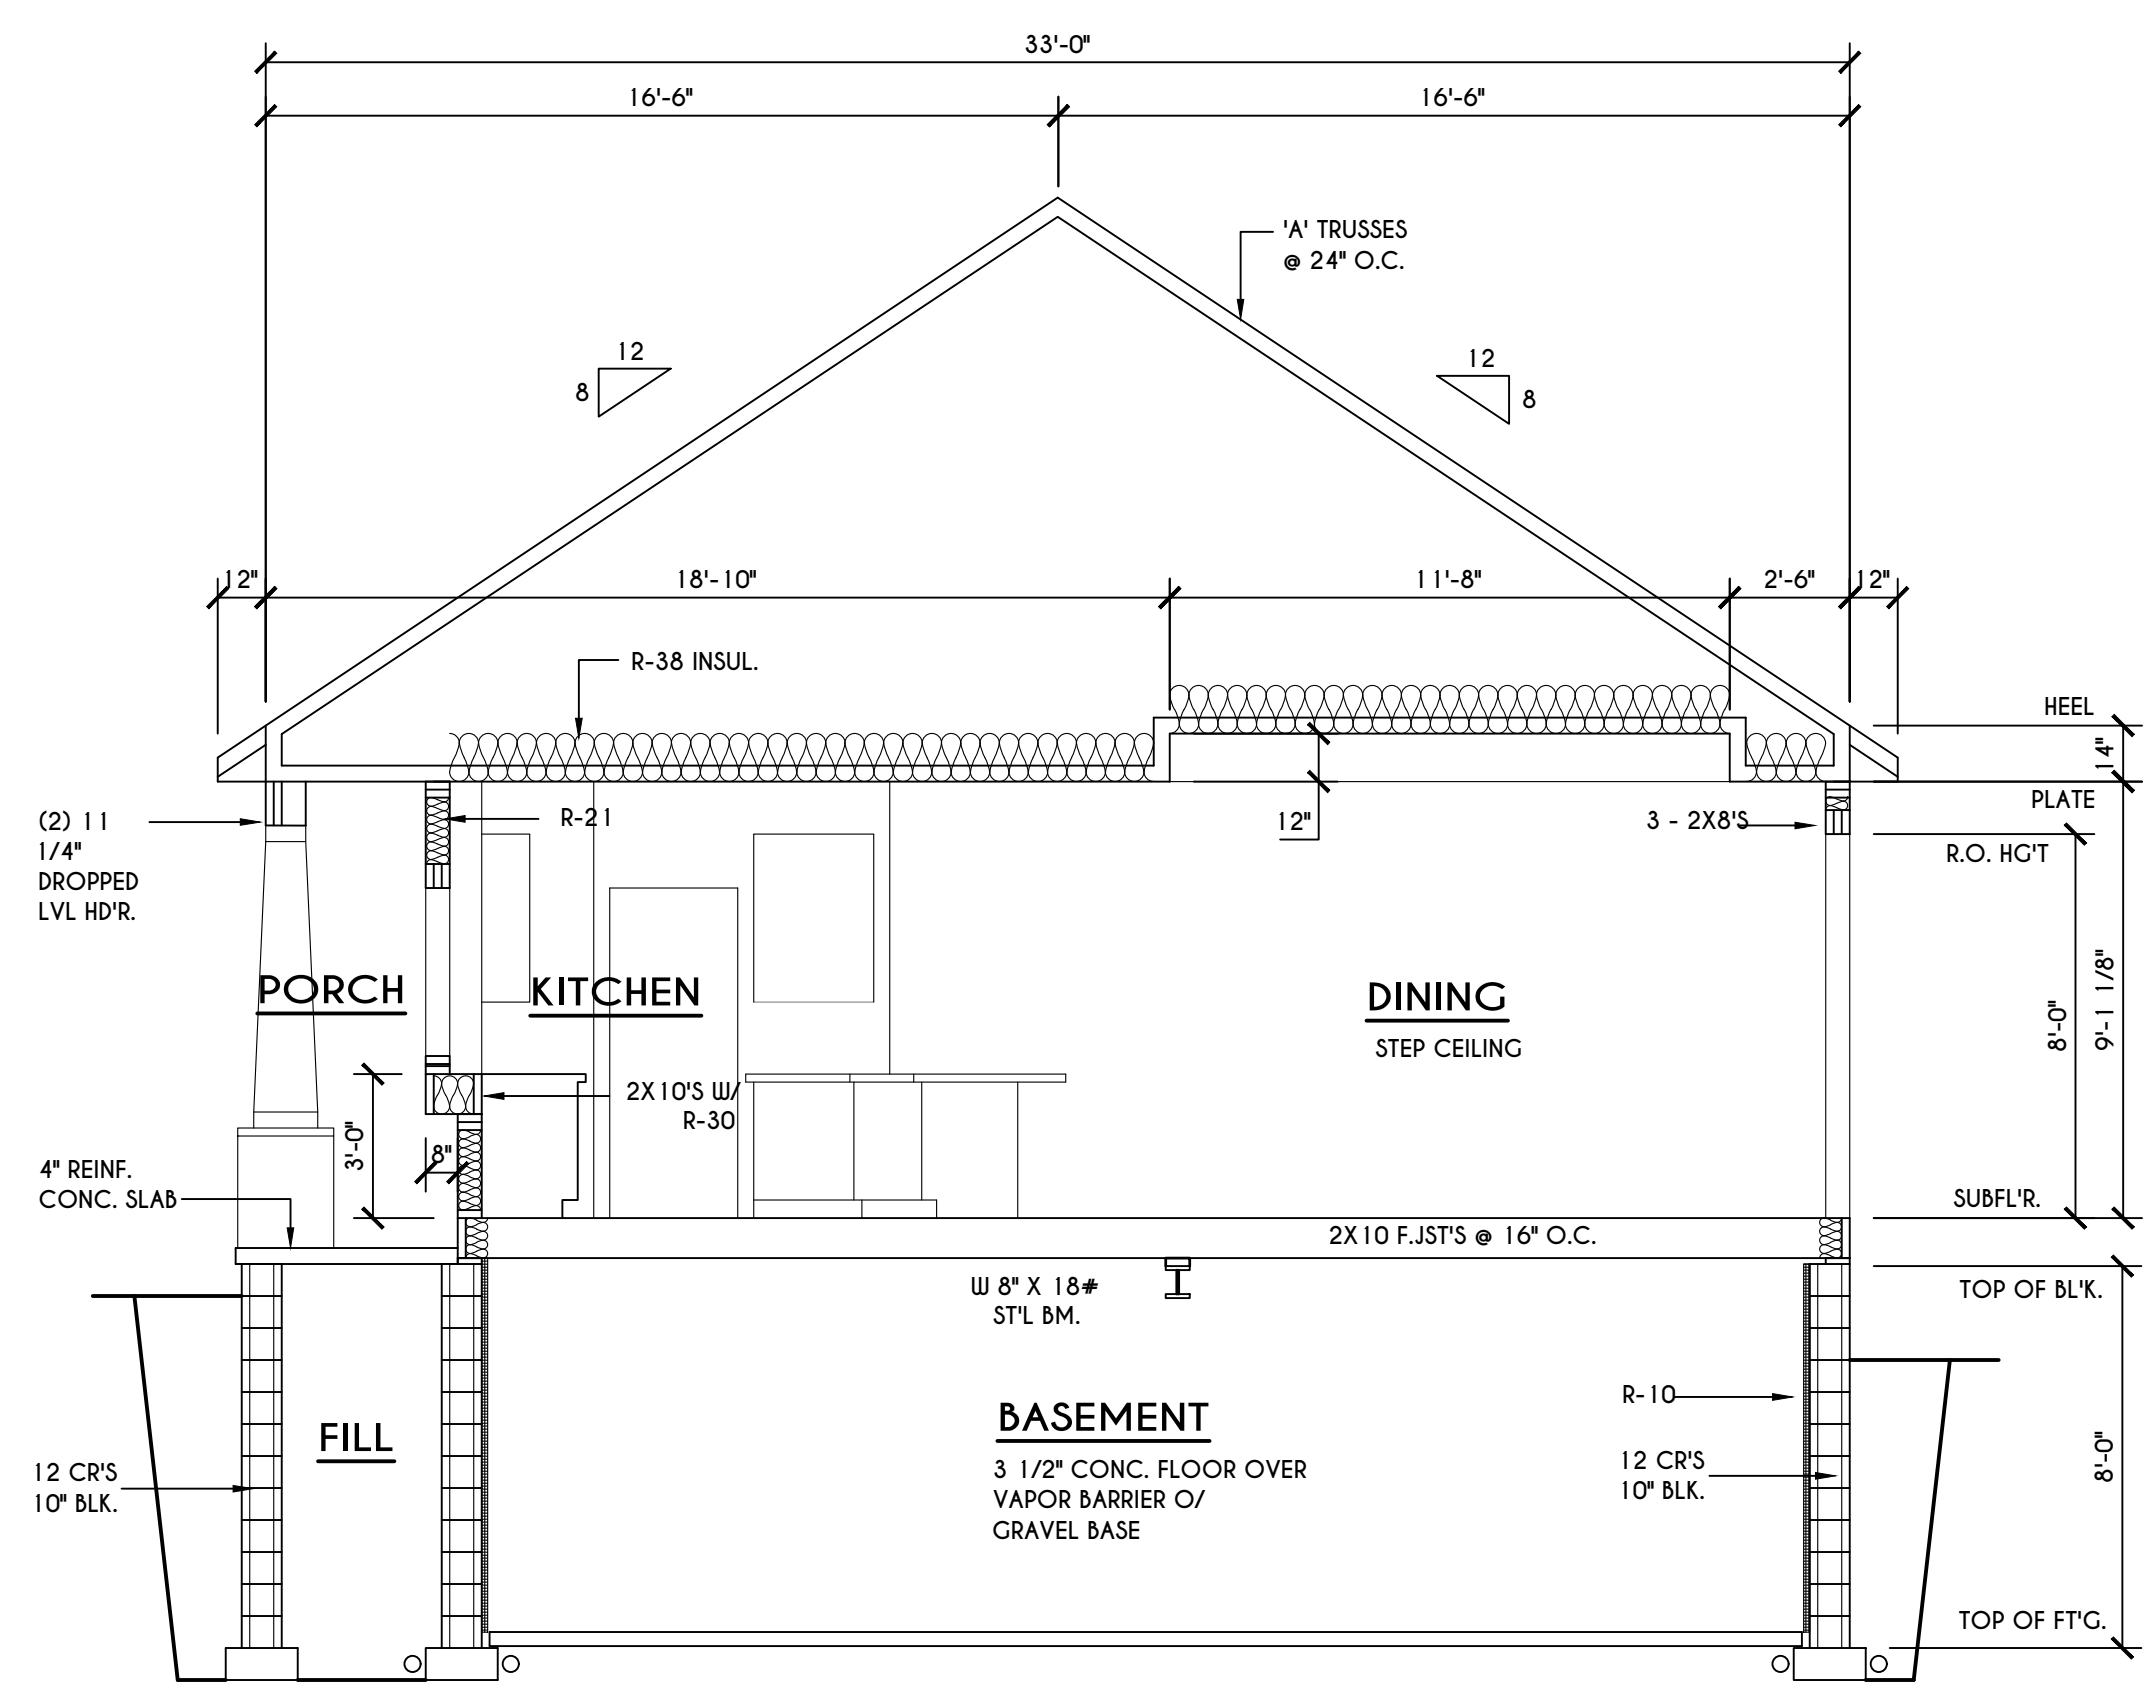 33'-0"
16'-6"
16'-6"
'A' TRUSSES
@ 24" O.C.
12
8
12
8
12"
18'-10"
11'-8"
2'-6"
12"
R-38 INSUL.
HEEL
14"
PLATE
(2) 11
1/4"
DROPPED
LVL HD'R.
R-21
12"
3 - 2X8'S
R.O. HG'T
PORCH
KITCHEN
DINING
STEP CEILING
8'-0"
9'-1 1/8"
2X10'S W/
R-30
3'-0"
8"
4" REINF.
CONC. SLAB
SUBFL'R.
2X10 F.JST'S @ 16" O.C.
W 8" X 18#
ST'L BM.
TOP OF BL'K.
R-10
BASEMENT
3 1/2" CONC. FLOOR OVER
VAPOR BARRIER O/
GRAVEL BASE
FILL
12 CR'S
10" BLK.
12 CR'S
10" BLK.
8'-0"
TOP OF FT'G.